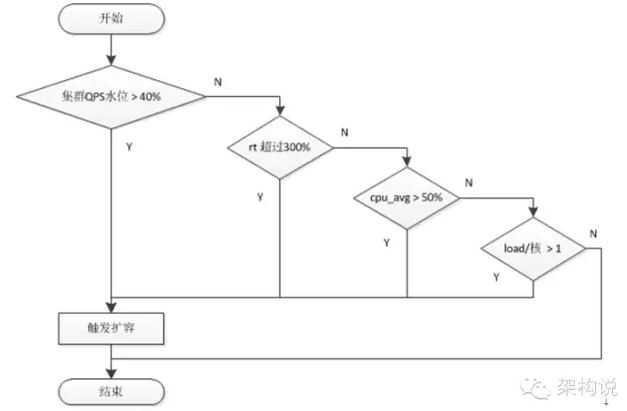 开始
集群QPS水位 > 40%
N
Y
rt 超过300%
N
Y
cpu_avg > 50%
N
Y
load/核 > 1
N
Y
触发扩容
结束
架构说